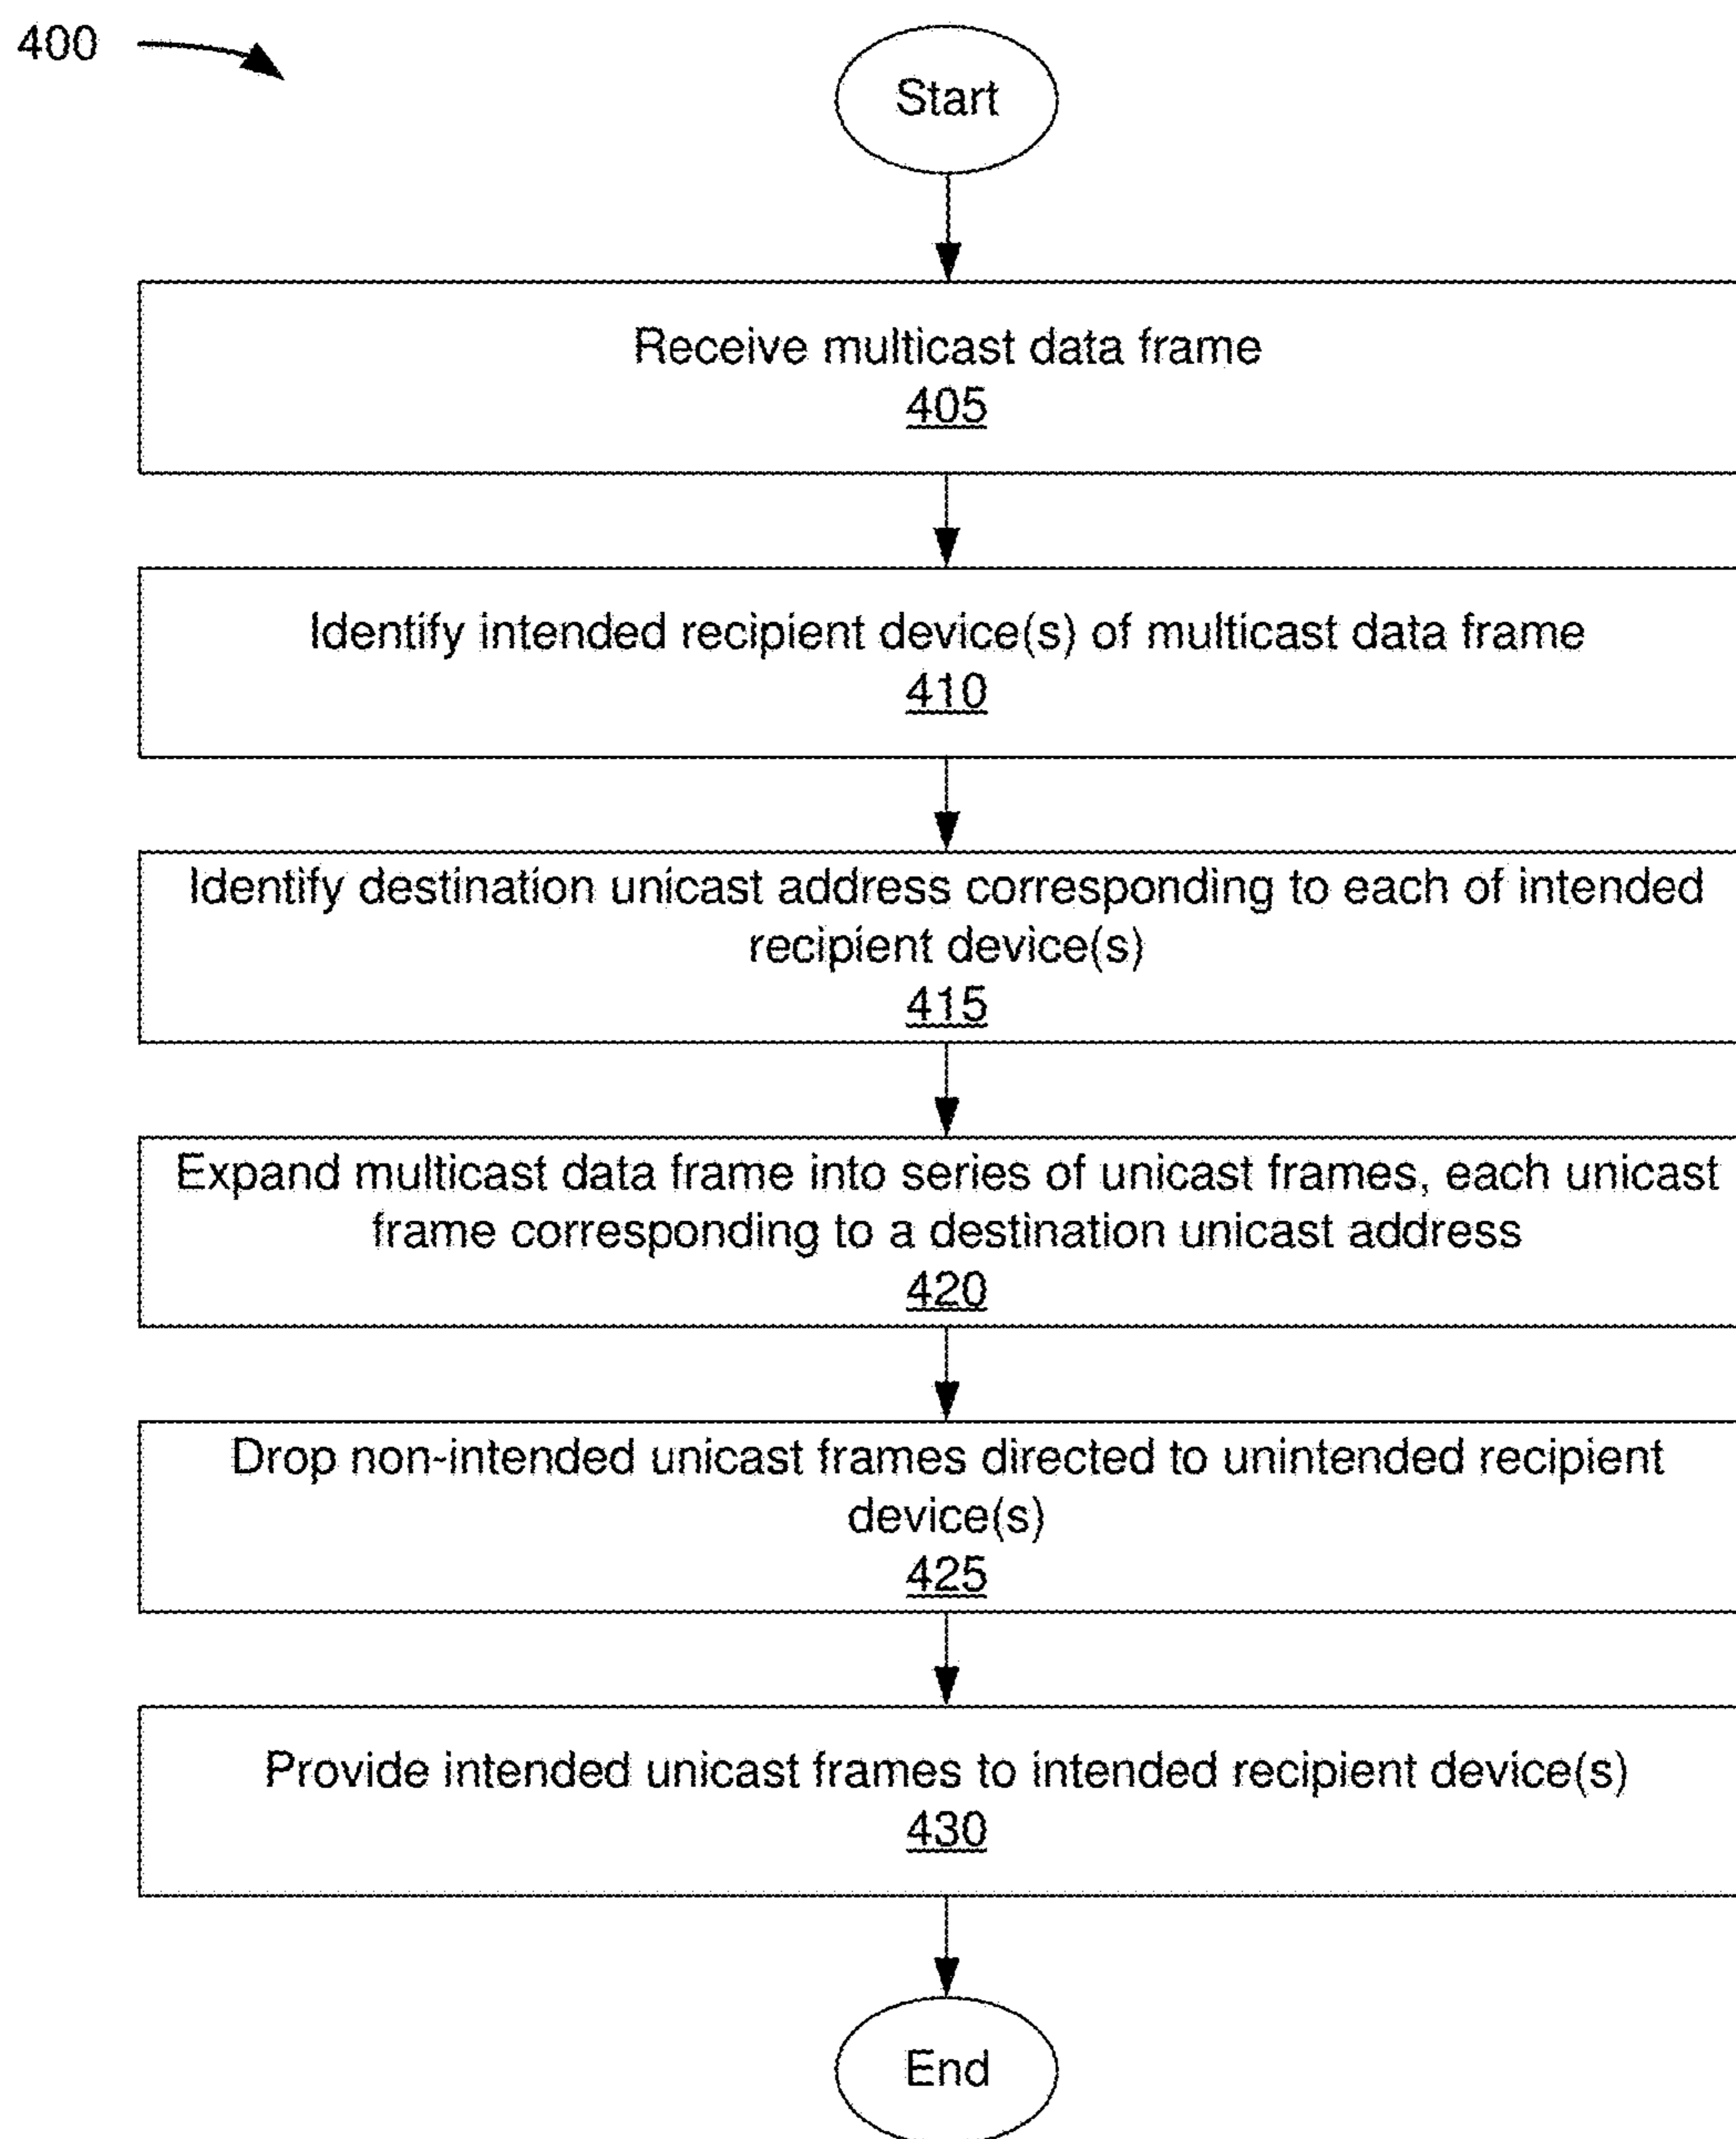 400
Start
Receive multicast data frame
405
Identify intended recipient device(s) of multicast data frame
410
Identify destination unicast address corresponding to each of intended
recipient device(s)
415
Expand multicast data frame into series of unicast frames, each unicast
frame corresponding to a destination unicast address
420
Drop non-intended unicast frames directed to unintended recipient
device(s)
425
Provide intended unicast frames to intended recipient device(s)
430
End